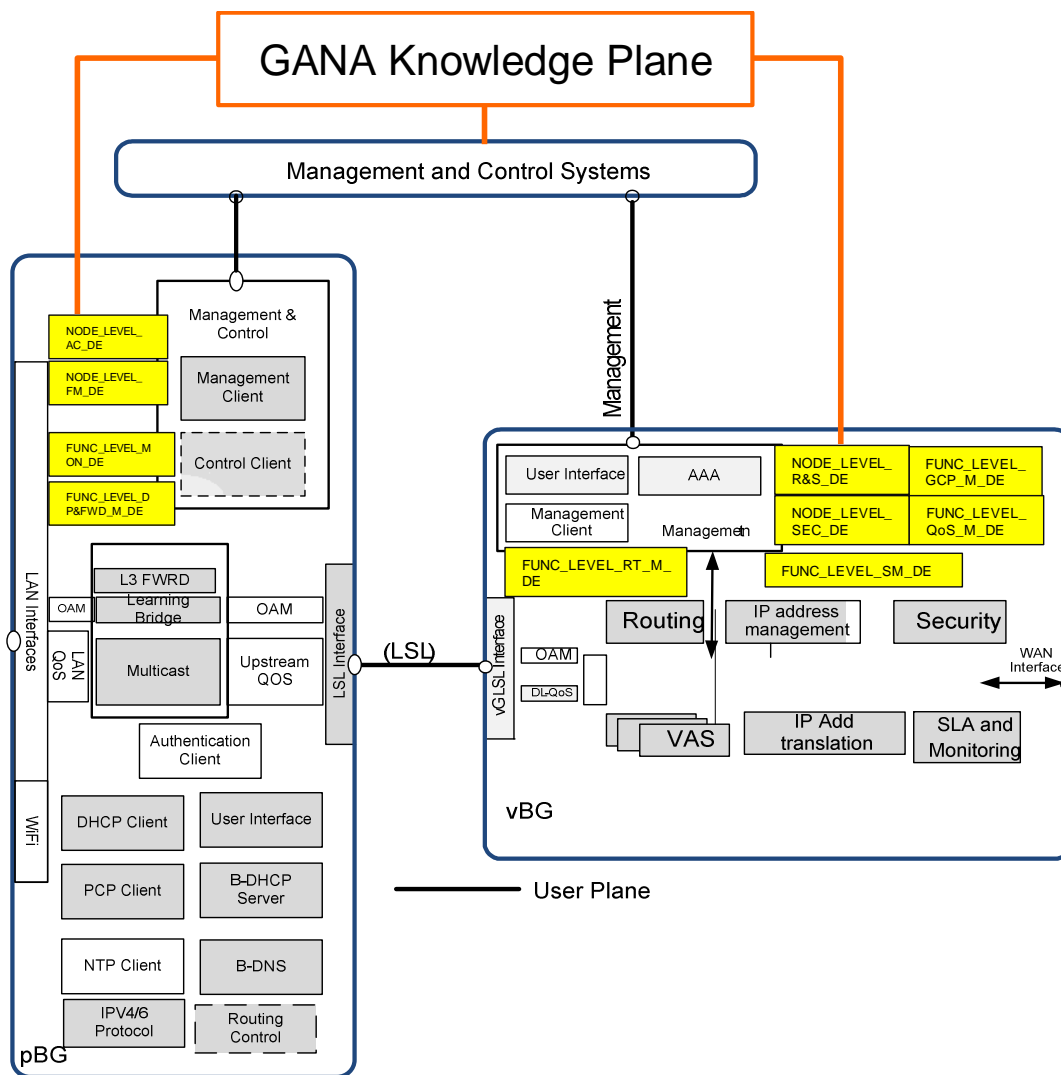 GANA Knowledge Plane
Management and Control Systems
NODE_LEVEL_
AC_DE
NODE_LEVEL_
FM_DE
FUNC_LEVEL_M
ON_DE
FUNC_LEVEL_D
P&FWD_M_DE
Management &
Control
Management
Client
Control Client
LAN Interfaces
L3 FWRD
OAM
Learning
Bridge
OAM
LAN
QoS
Multicast
Upstream
QOS
LSL Interface
Authentication
Client
WiFi
DHCP Client
User Interface
PCP Client
B-DHCP
Server
NTP Client
B-DNS
IPV4/6
Protocol
Routing
Control
pBG
(LSL)
Management
User Interface
AAA
Management
Client
Management
NODE_LEVEL_
R&S_DE
FUNC_LEVEL_
GCP_M_DE
NODE_LEVEL_
SEC_DE
FUNC_LEVEL_
QoS_M_DE
FUNC_LEVEL_RT_M_
DE
FUNC_LEVEL_SM_DE
vG LSL Interface
Routing
IP address
management
Security
OAM
DL-QoS
WAN
Interface
VAS
IP Add
translation
SLA and
Monitoring
vBG
User Plane